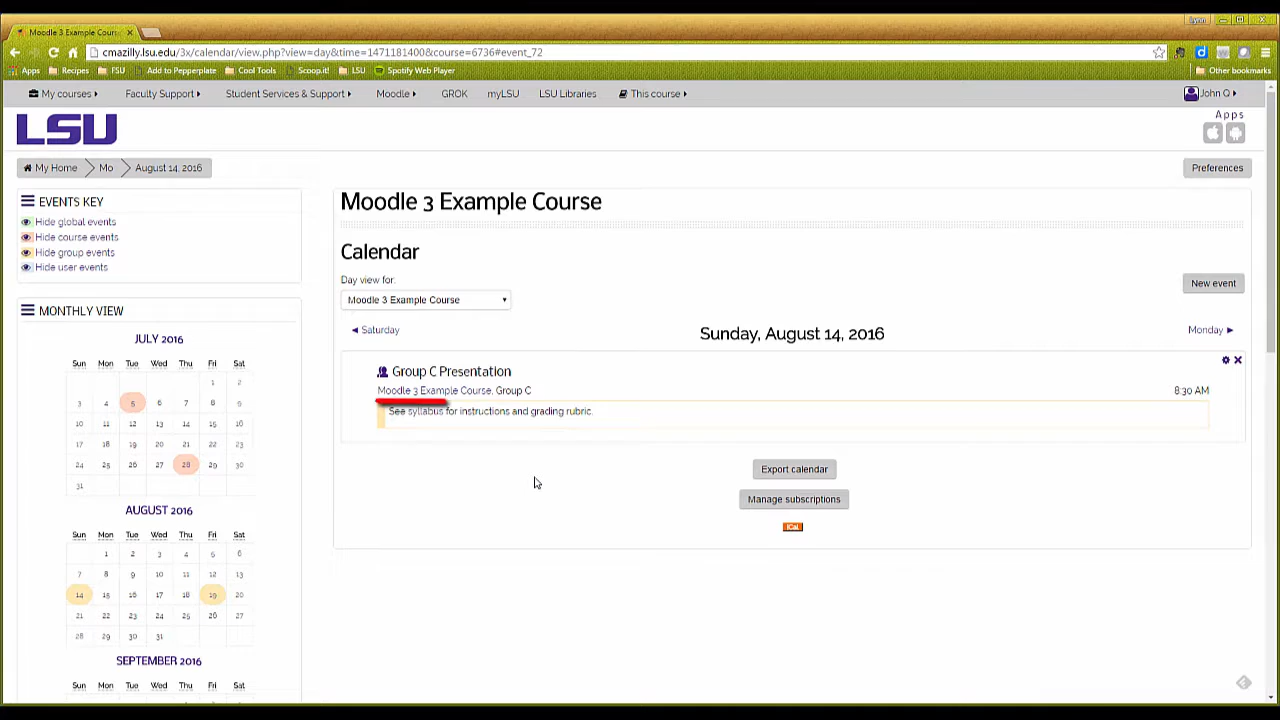 Lynn
Moodle 3 Example Cours
cmazilly.lsu.edu/3x/calendar/view.php?view=day&time=1471181400&course=6736#event_72
Apps Recipes FSU Add to Pepperplate Cool Tools Scoop.it! LSU Spotify Web Player Other bookmarks
My courses Faculty Support Student Services & Support Moodle GROK myLSU LSU Libraries This course John Q
LSU
Apps
My Home Mo August 14, 2016 Preferences
EVENTS KEY
Hide global events
Hide course events
Hide group events
Hide user events
MONTHLY VIEW
JULY 2016
Sun Mon Tue Wed Thu Fri Sat
1 2
3 4 5 6 7 8 9
10 11 12 13 14 15 16
17 18 19 20 21 22 23
24 25 26 27 28 29 30
31
AUGUST 2016
Sun Mon Tue Wed Thu Fri Sat
1 2 3 4 5 6
7 8 9 10 11 12 13
14 15 16 17 18 19 20
21 22 23 24 25 26 27
28 29 30 31
SEPTEMBER 2016
Sun Mon Tue Wed Thu Fri Sat
Moodle 3 Example Course
Calendar
Day view for:
Moodle 3 Example Course
New event
◄ Saturday
Sunday, August 14, 2016
Monday ►
Group C Presentation
Moodle 3 Example Course, Group C
8:30 AM
See syllabus for instructions and grading rubric.
Export calendar
Manage subscriptions
iCal